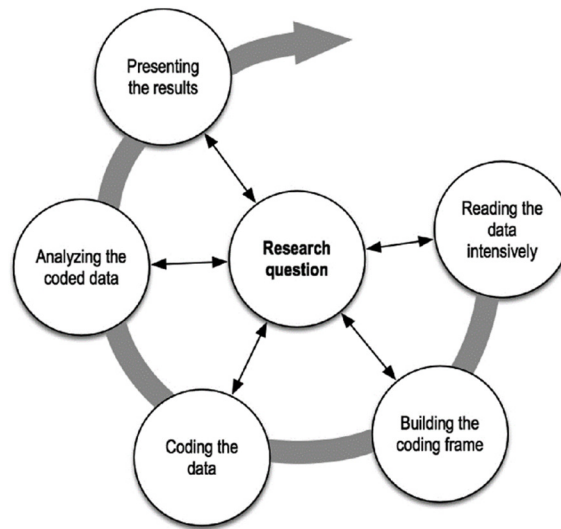 Presenting
the results
Reading the
data
intensively
Research
question
Analyzing the
coded data
Building the
coding frame
Coding the
data